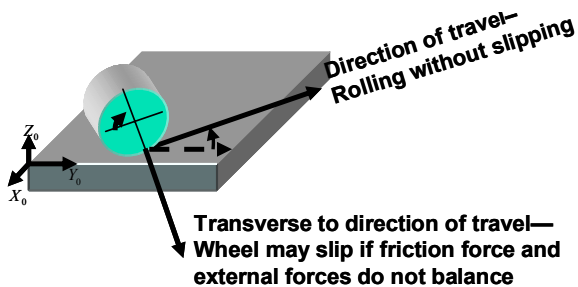 Direction of travel–
Rolling without slipping
Z0
Y0
X0
Transverse to direction of travel—
Wheel may slip if friction force and
external forces do not balance